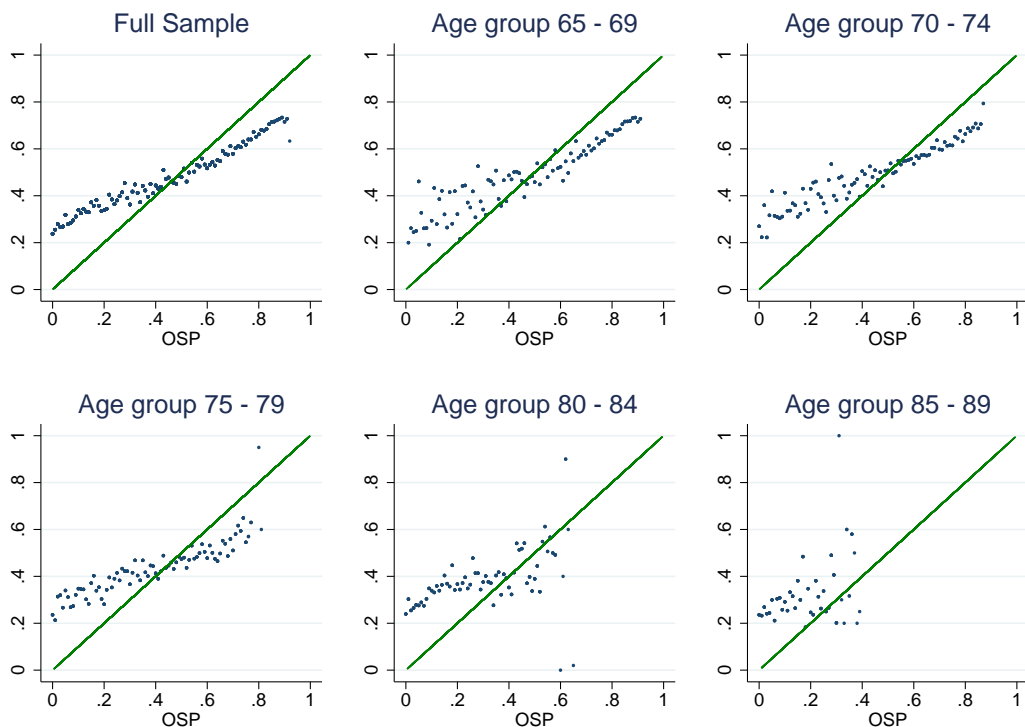 Full Sample
0
.2
.4
.6
.8
1
0 .2 .4 .6 .8 1
OSP
Age group 65 - 69
0
.2
.4
.6
.8
1
0 .2 .4 .6 .8 1
OSP
Age group 70 - 74
0
.2
.4
.6
.8
1
0 .2 .4 .6 .8 1
OSP
Age group 75 - 79
0
.2
.4
.6
.8
1
0 .2 .4 .6 .8 1
OSP
Age group 80 - 84
0
.2
.4
.6
.8
1
0 .2 .4 .6 .8 1
OSP
Age group 85 - 89
0
.2
.4
.6
.8
1
0 .2 .4 .6 .8 1
OSP